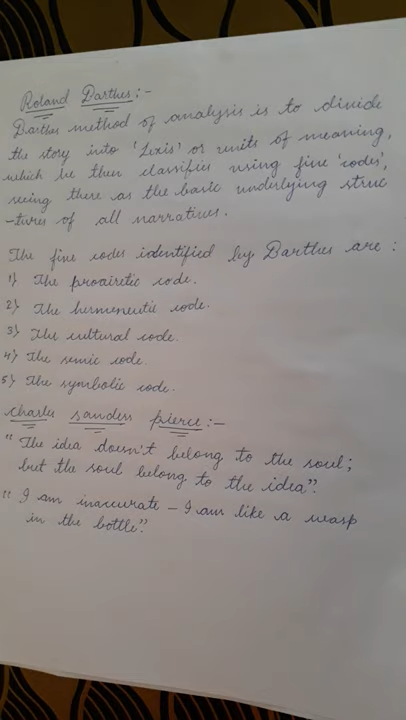 Roland Barthes:-
Barthes method of analysis is to divide
the story into 'Lexis' or units of meaning,
which he then classifies using five 'codes',
seeing there as the basic underlying struc
-tures of all narratives.
The five codes identified by Barthes are :
1) The proairetic code.
2) The hermeneutic code.
3) The cultural code.
4) The semic code.
5) The symbolic code.
Charles sanders pierce:-
"The idea doesn't belong to the soul;
but the soul belong to the idea".
"I am inaccurate - I am like a wasp
in the bottle".